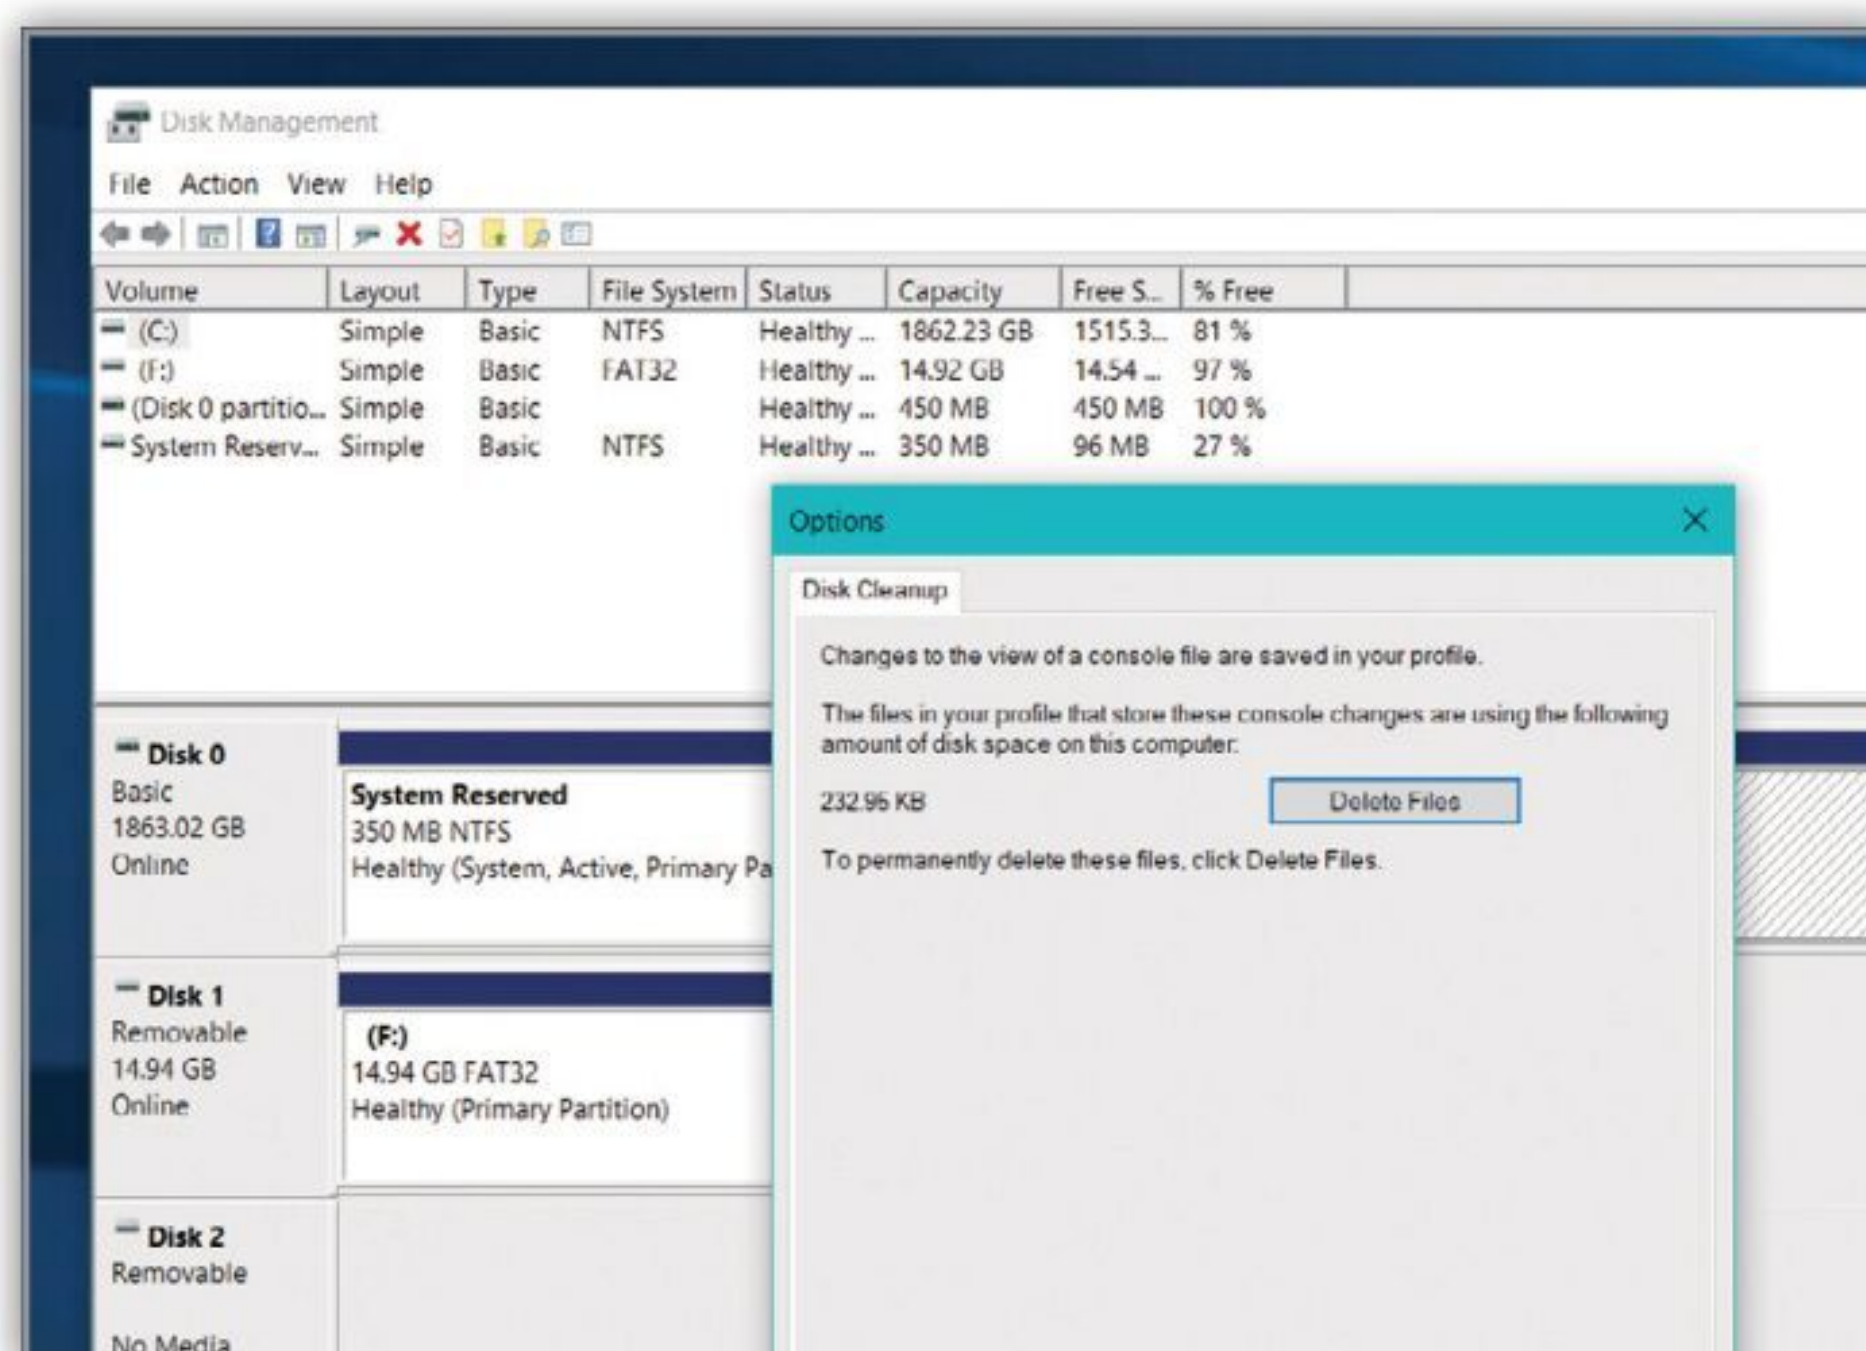 Disk Management
File Action View Help
Volume Layout Type File System Status Capacity Free S... % Free
(C:) Simple Basic NTFS Healthy ... 1862.23 GB 1515.3... 81 %
(F:) Simple Basic FAT32 Healthy ... 14.92 GB 14.54 ... 97 %
(Disk 0 partitio... Simple Basic Healthy ... 450 MB 450 MB 100 %
System Reserv... Simple Basic NTFS Healthy ... 350 MB 96 MB 27 %
Options
Disk Cleanup
Changes to the view of a console file are saved in your profile.
The files in your profile that store these console changes are using the following
amount of disk space on this computer:
232.95 KB Delete Files
To permanently delete these files, click Delete Files.
Disk 0
Basic
1863.02 GB
Online
System Reserved
350 MB NTFS
Healthy (System, Active, Primary Pa
Disk 1
Removable
14.94 GB
Online
(F:)
14.94 GB FAT32
Healthy (Primary Partition)
Disk 2
Removable
No Media